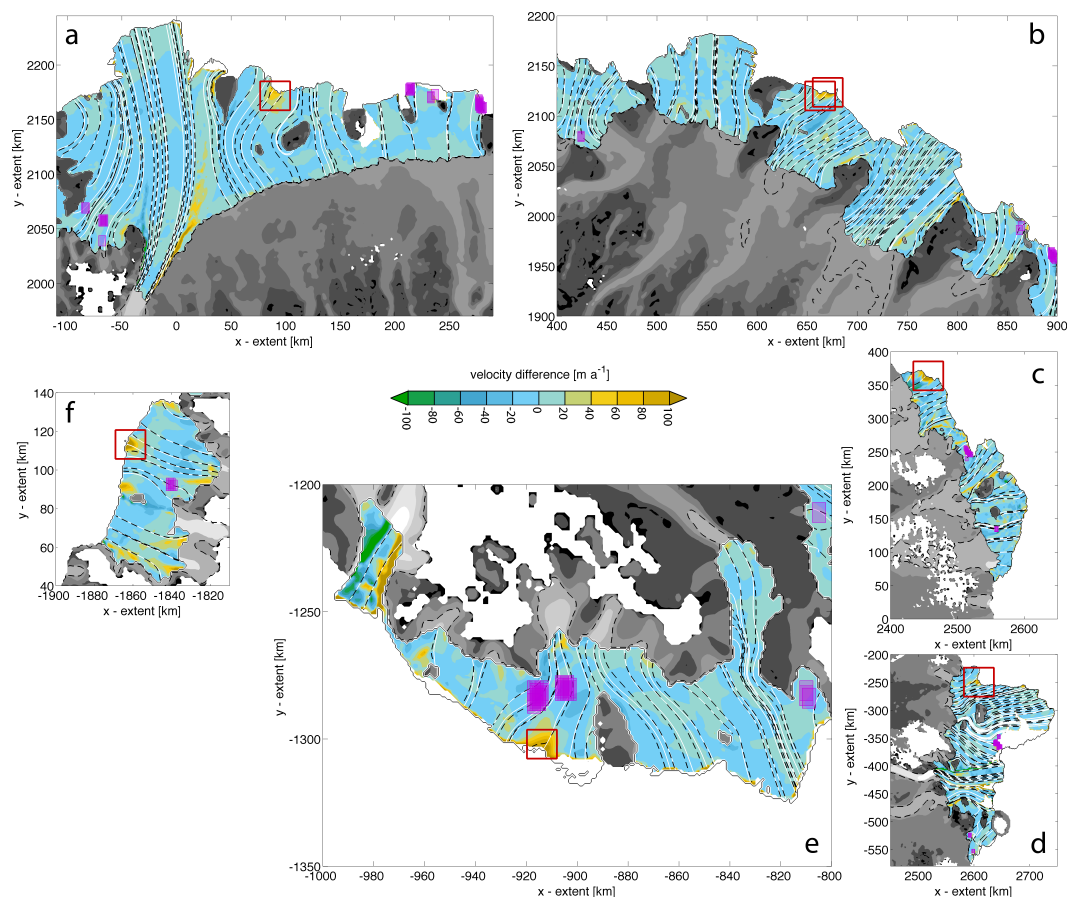 a
2200
2150
2100
2050
2000
y - extent [km]
-100 -50 0 50 100 150 200 250
x - extent [km]
b
2200
2150
2100
2050
2000
1950
1900
y - extent [km]
400 450 500 550 600 650 700 750 800 850 900
x - extent [km]
velocity difference [m a-1]
-100 -80 -60 -40 -20 0 20 40 60 80 100
f
140
120
100
80
60
40
y - extent [km]
-1900 -1880 -1860 -1840 -1820
x - extent [km]
c
400
350
300
250
200
150
100
50
0
y - extent [km]
2400 2500 2600
x - extent [km]
e
-1200
-1250
-1300
-1350
y - extent [km]
-1000 -980 -960 -940 -920 -900 -880 -860 -840 -820 -800
x - extent [km]
d
-200
-250
-300
-350
-400
-450
-500
-550
y - extent [km]
2500 2600 2700
x - extent [km]